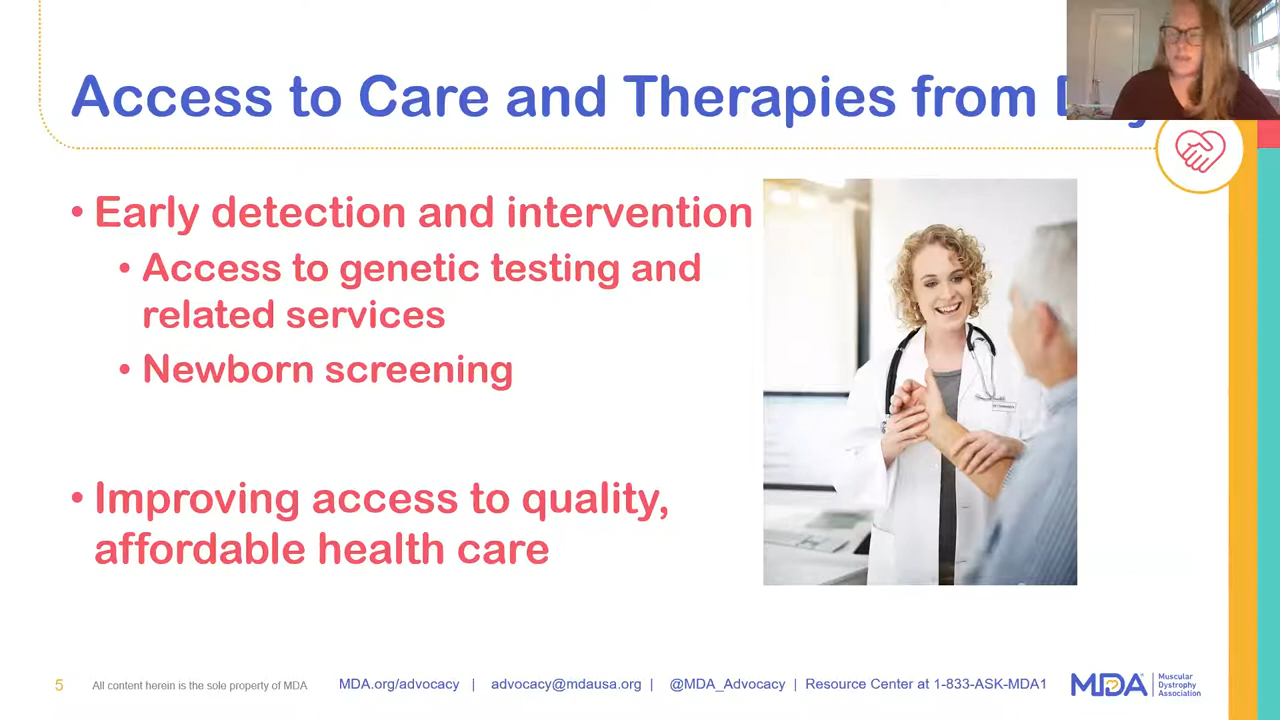 Access to Care and Therapies from
• Early detection and intervention
• Access to genetic testing and
related services
• Newborn screening
• Improving access to quality,
affordable health care
5 All content herein is the sole property of MDA MDA.org/advocacy | advocacy@mdausa.org | @MDA_Advocacy | Resource Center at 1-833-ASK-MDA1
MDA
Muscular
Dystrophy
Association